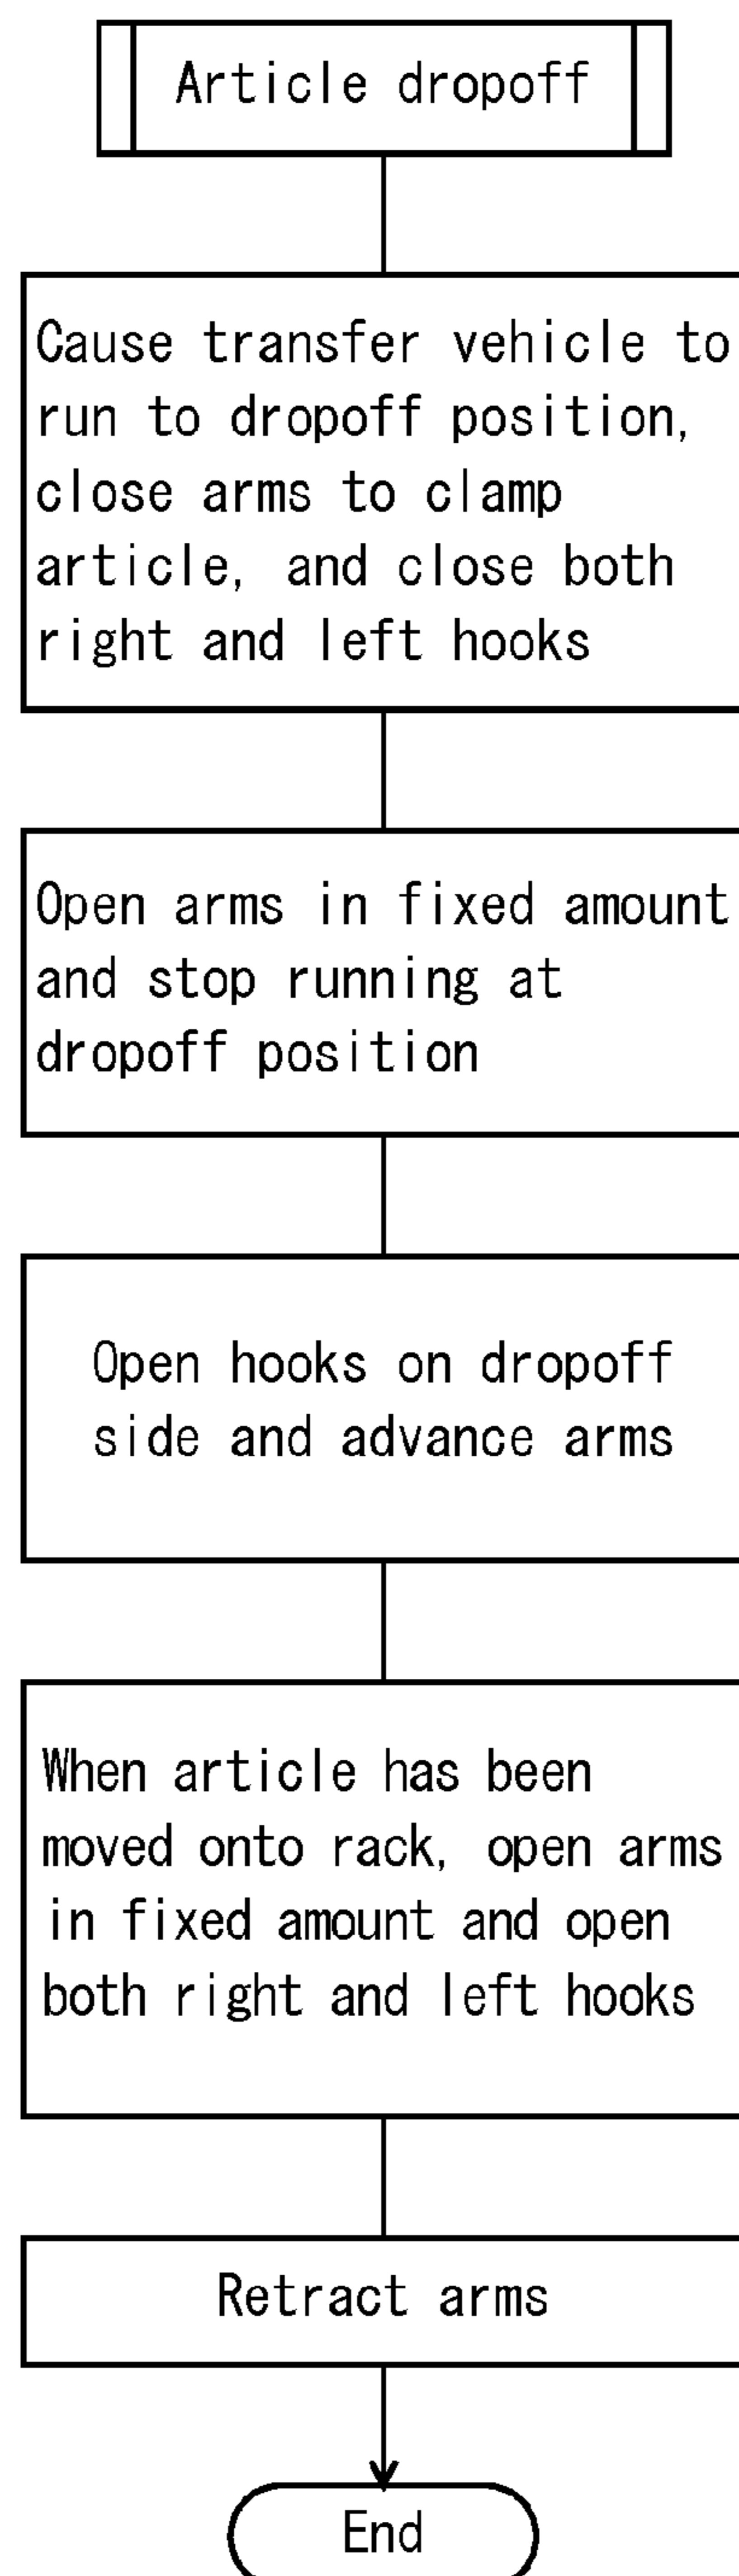 Article dropoff
Cause transfer vehicle to
run to dropoff position,
close arms to clamp
article, and close both
right and left hooks
Open arms in fixed amount
and stop running at
dropoff position
Open hooks on dropoff
side and advance arms
When article has been
moved onto rack, open arms
in fixed amount and open
both right and left hooks
Retract arms
End